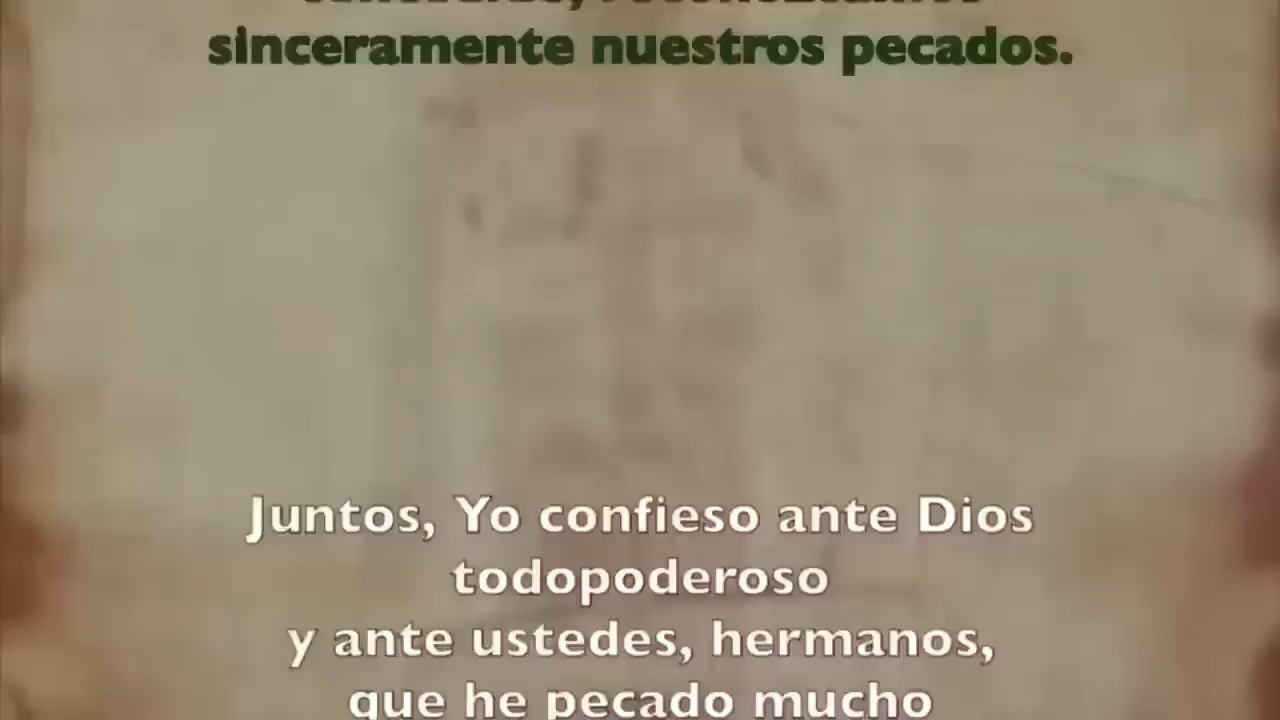 sinceramente nuestros pecados.
Juntos, Yo confieso ante Dios
todopoderoso
y ante ustedes, hermanos,
que he pecado mucho